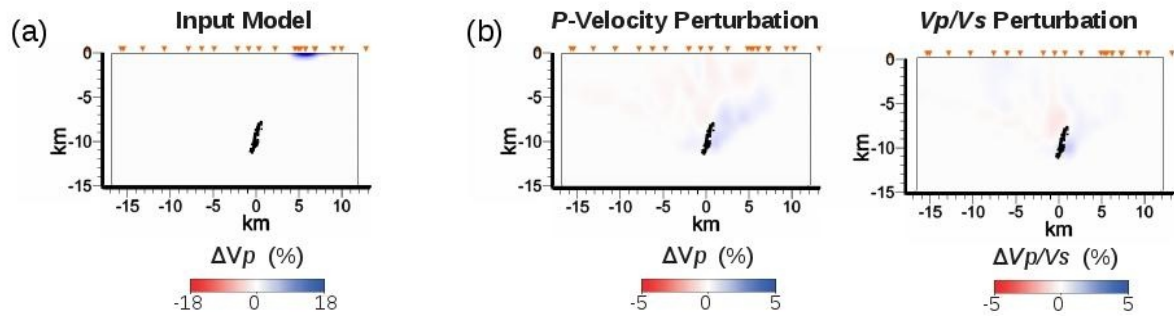 (a)
Input Model
0
-5
-10
-15
km
-15 -10 -5 0 5 10
km
ΔVp (%)
-18 0 18
(b)
P-Velocity Perturbation
0
-5
-10
-15
km
-15 -10 -5 0 5 10
km
ΔVp (%)
-5 0 5
Vp/Vs Perturbation
0
-5
-10
-15
km
-15 -10 -5 0 5 10
km
ΔVp/Vs (%)
-5 0 5